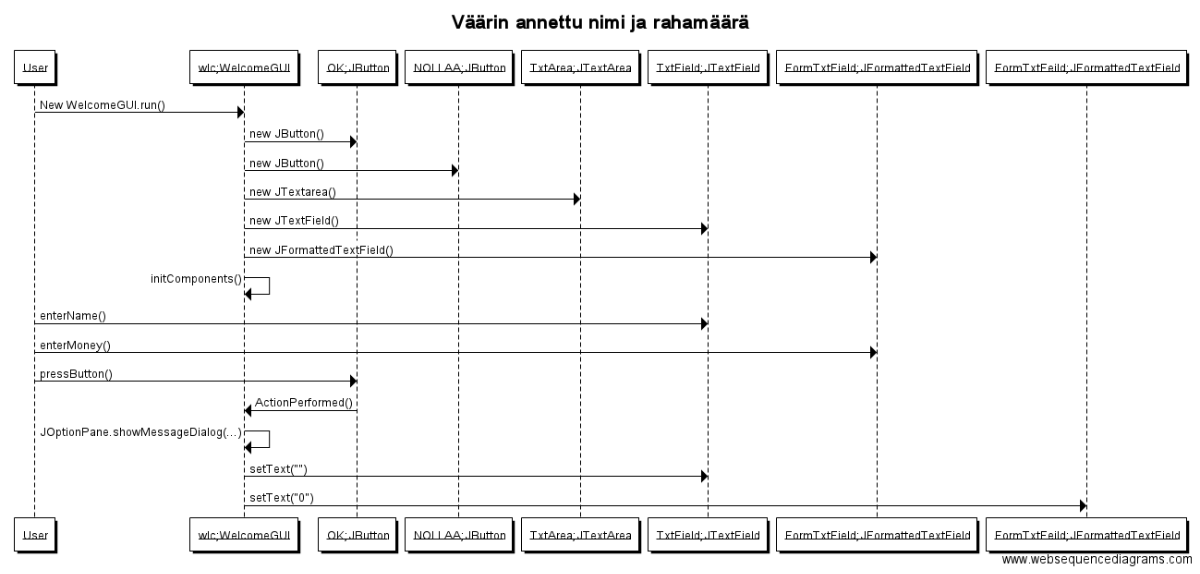 Väärin annettu nimi ja rahamäärä
User
wlc;WelcomeGUI
OK;JButton
NOLLAA;JButton
TxtArea;JTextArea
TxtField;JTextField
FormTxtField;JFormattedTextField
FormTxtFeild;JFormattedTextField
New WelcomeGUI.run()
new JButton()
new JButton()
new JTextarea()
new JTextField()
new JFormattedTextField()
initComponents()
enterName()
enterMoney()
pressButton()
ActionPerformed()
JOptionPane.showMessageDialog(...)
setText("")
setText("0")
User
wlc;WelcomeGUI
OK;JButton
NOLLAA;JButton
TxtArea;JTextArea
TxtField;JTextField
FormTxtField;JFormattedTextField
FormTxtFeild;JFormattedTextField
www.websequencediagrams.com